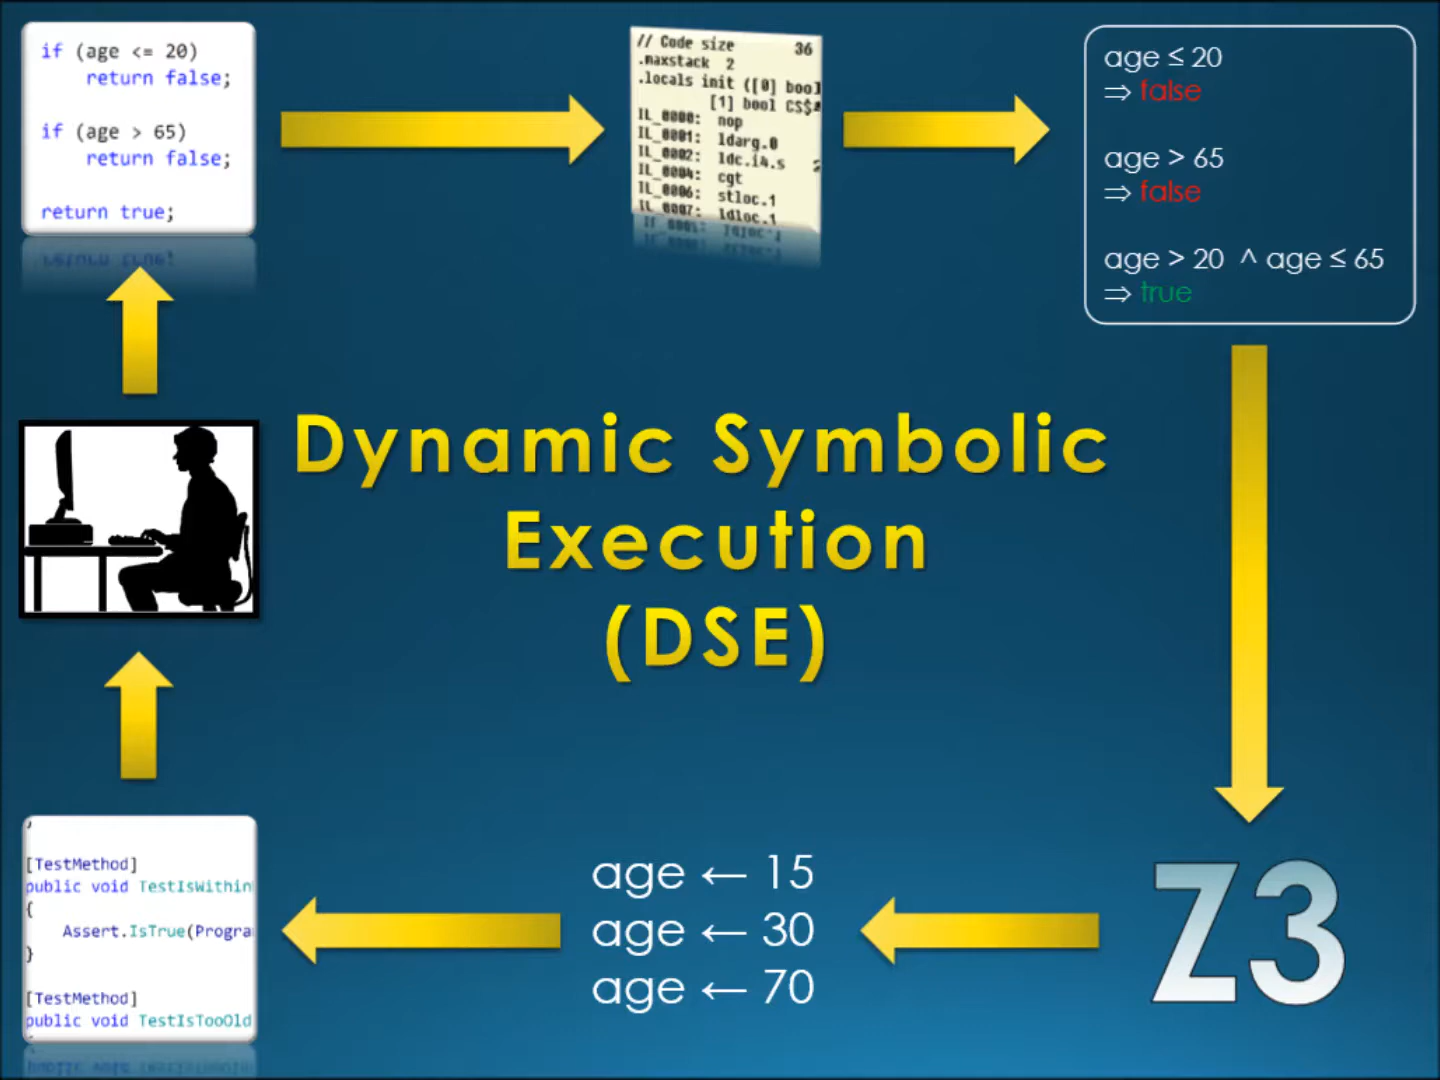 if (age <= 20)
return false;
if (age > 65)
return false;
return true;
// Code size 36
.maxstack 2
.locals init ([0] bool
[1] bool CS$
IL_0000: nop
IL_0001: ldarg.0
IL_0002: ldc.i4.s 2
IL_0004: cgt
IL_0006: stloc.1
IL_0007: ldloc.1
age ≤ 20
⇒ false
age > 65
⇒ false
age > 20 ^ age ≤ 65
⇒ true
Dynamic Symbolic
Execution
(DSE)
[TestMethod]
public void TestIsWithin
{
Assert.IsTrue(Progra
}
[TestMethod]
public void TestIsTooOld
age ← 15
age ← 30
age ← 70
Z3